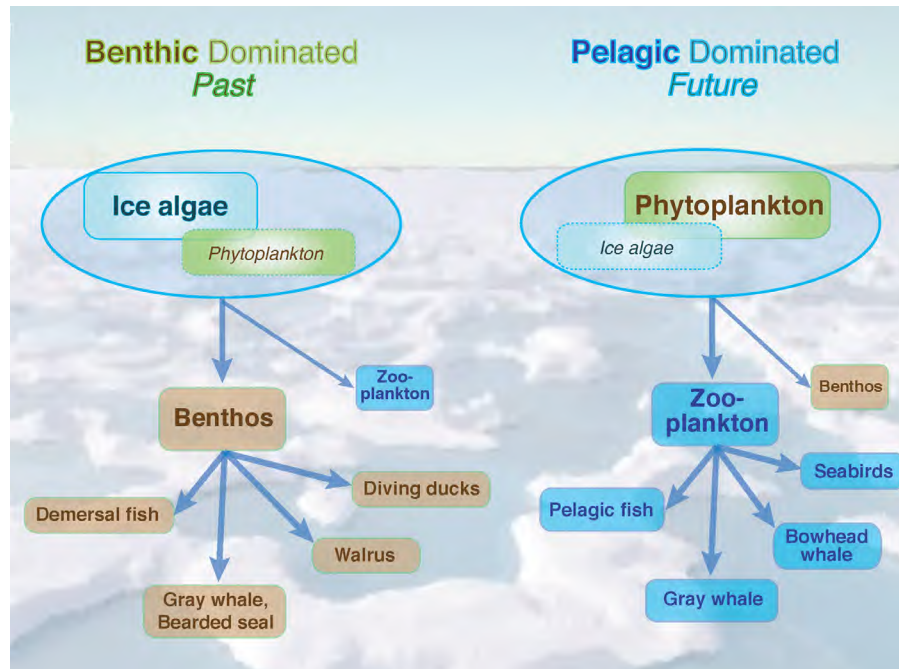 Benthic Dominated
Past
Ice algae
Phytoplankton
Zoo-
plankton
Benthos
Diving ducks
Demersal fish
Walrus
Gray whale,
Bearded seal
Pelagic Dominated
Future
Phytoplankton
Ice algae
Benthos
Zoo-
plankton
Seabirds
Pelagic fish
Bowhead
whale
Gray whale